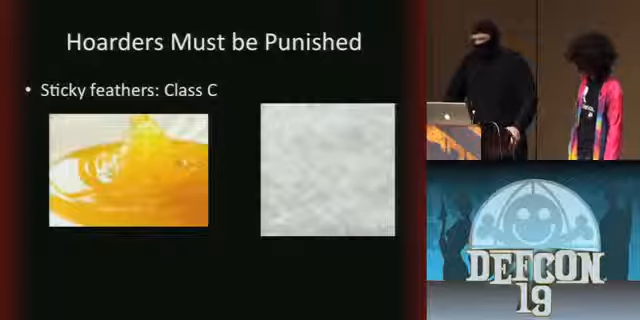 Hoarders Must be Punished
• Sticky feathers: Class C
DEFCON
19